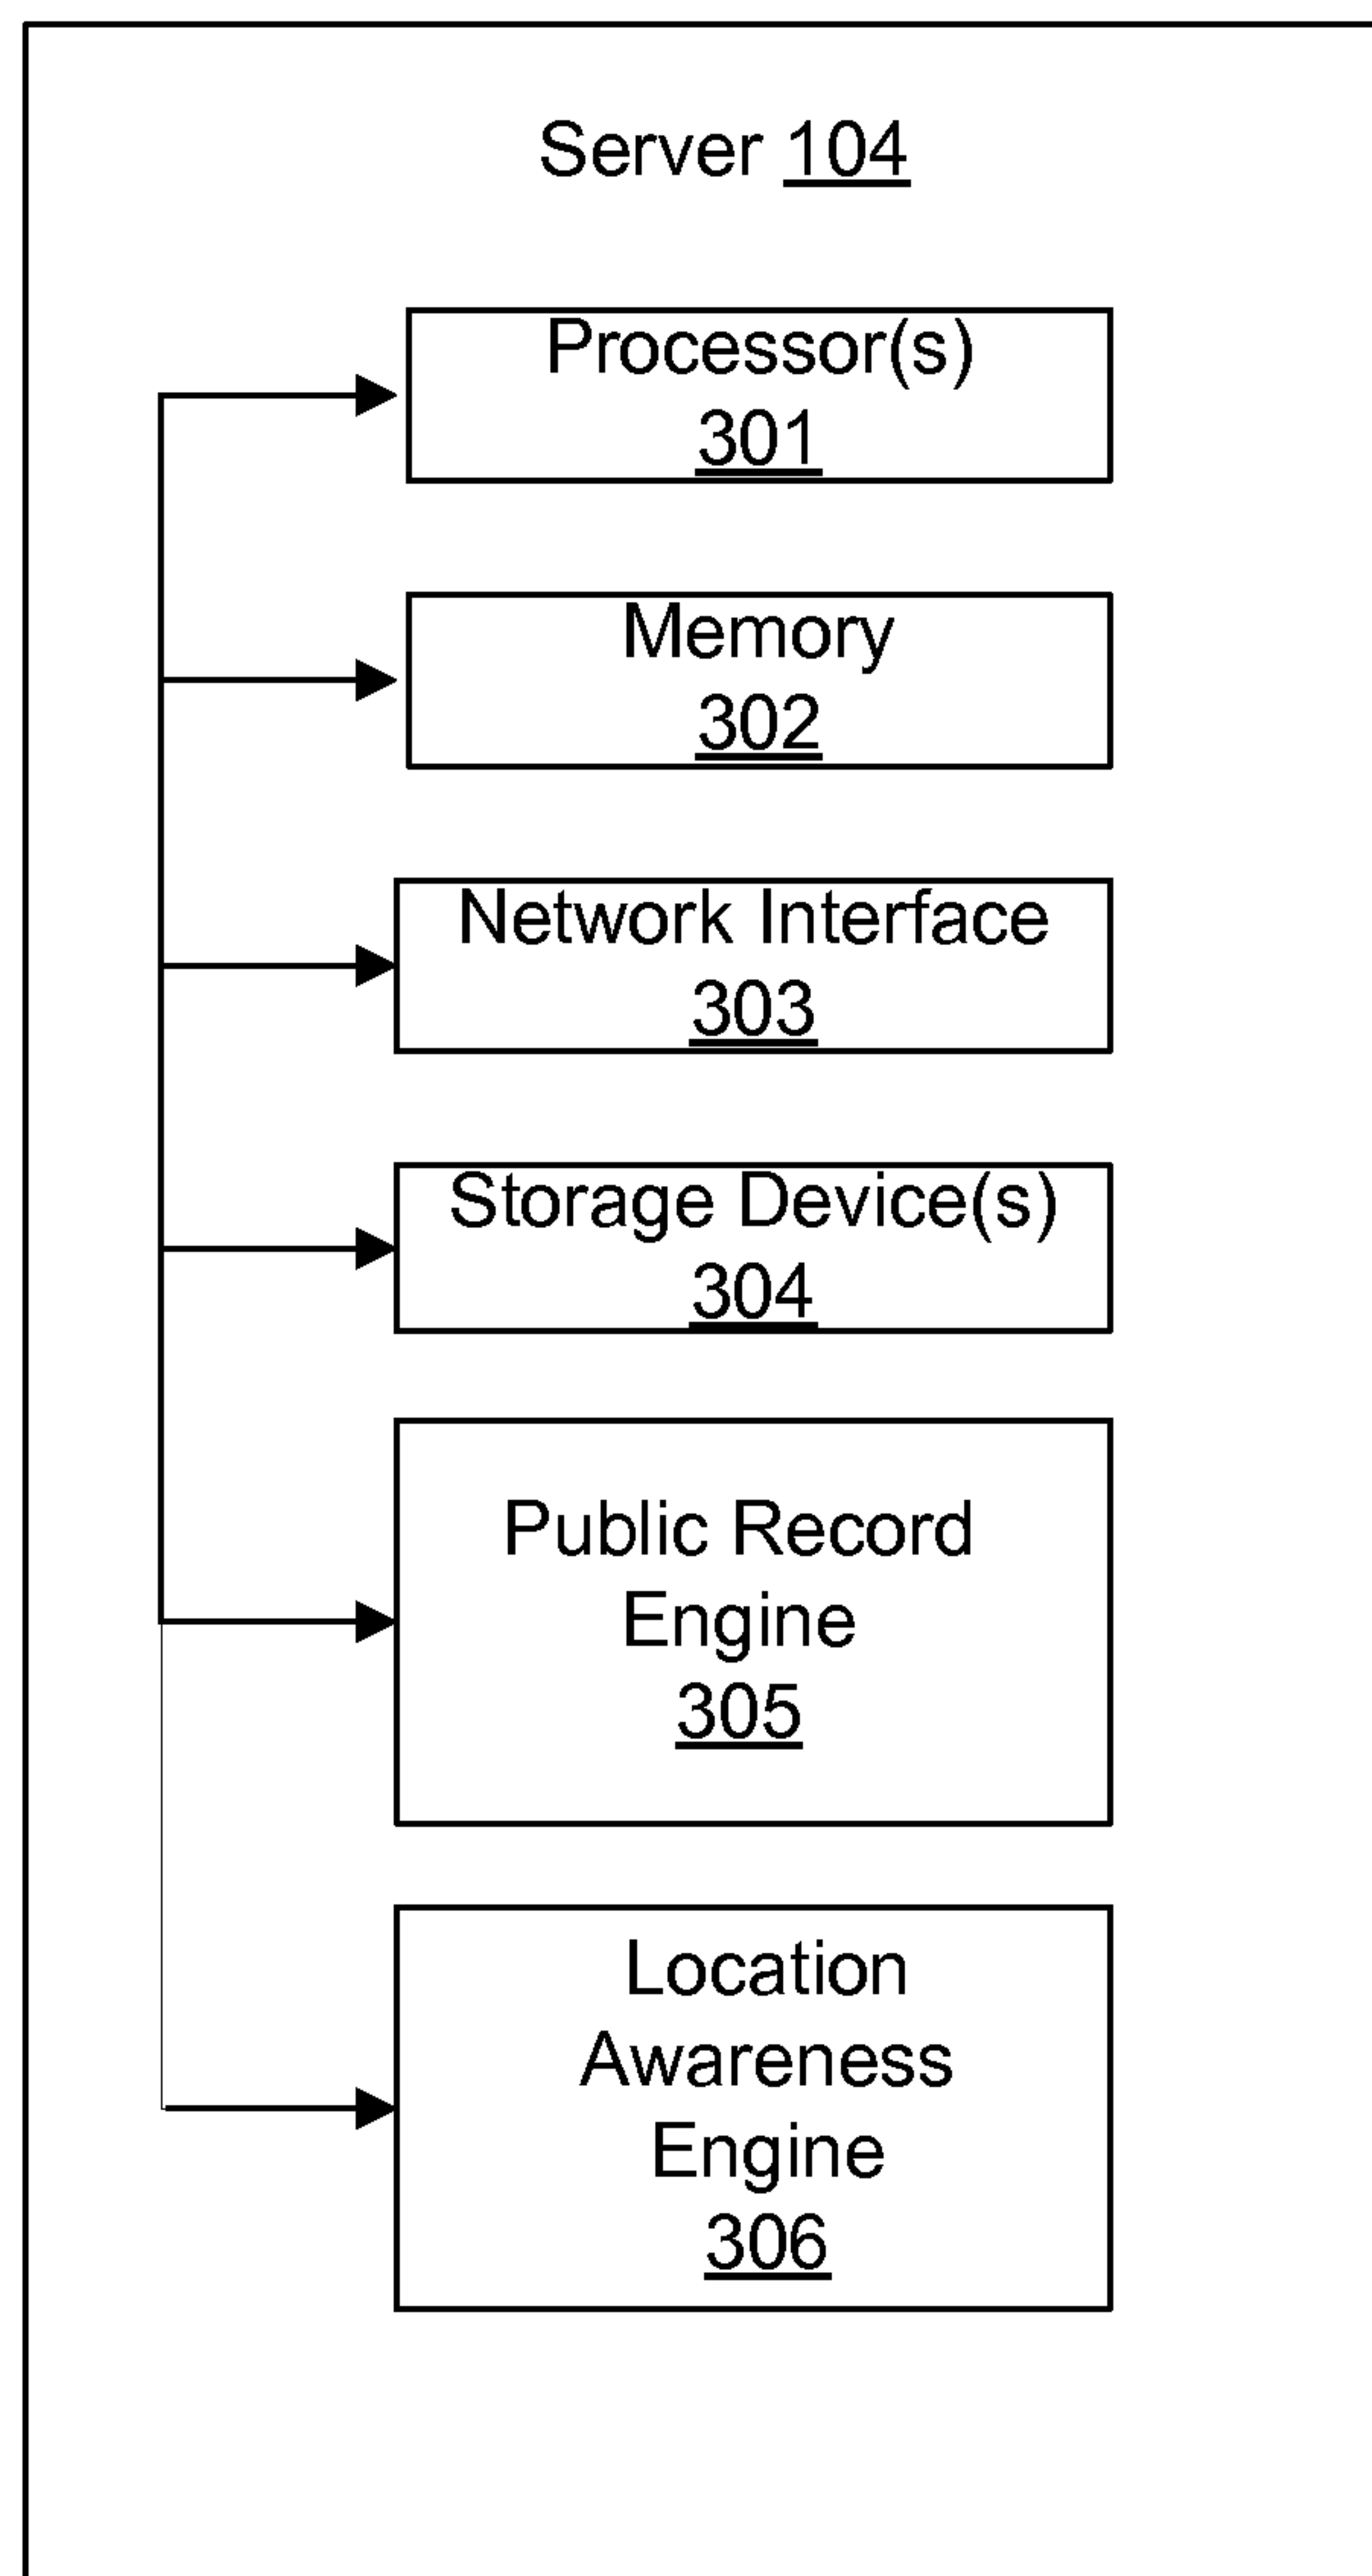 Server 104
Processor(s)
301
Memory
302
Network Interface
303
Storage Device(s)
304
Public Record
Engine
305
Location
Awareness
Engine
306